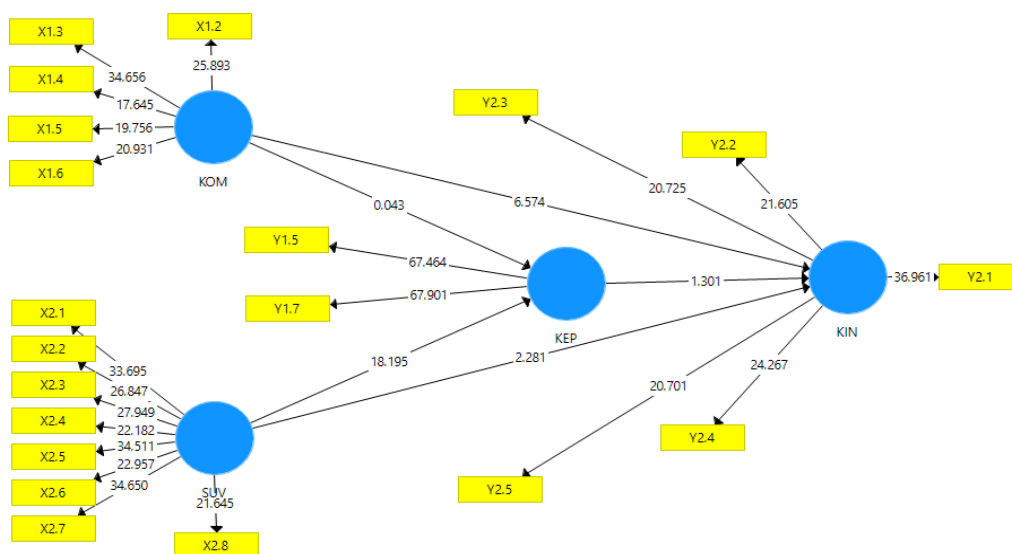 X1.3
X1.2
X1.4
X1.5
X1.6
34.656
25.893
17.645
19.756
20.931
KOM
Y2.3
Y2.2
20.725
21.605
6.574
0.043
Y1.5
Y1.7
67.464
67.901
KEP
1.301
36.961
Y2.1
KIN
X2.1
X2.2
X2.3
X2.4
X2.5
X2.6
X2.7
33.695
26.847
27.949
22.182
34.511
22.957
34.650
SUV
21.645
X2.8
18.195
2.281
20.701
24.267
Y2.4
Y2.5